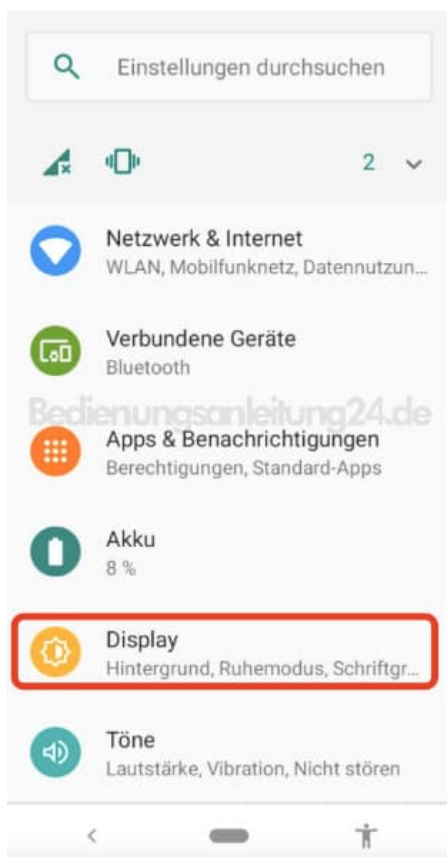 Einstellungen durchsuchen
2
Netzwerk & Internet
WLAN, Mobilfunknetz, Datennutzun...
Verbundene Geräte
Bluetooth
Bedienungsanleitung24.de
Apps & Benachrichtigungen
Berechtigungen, Standard-Apps
Akku
8 %
Display
Hintergrund, Ruhemodus, Schriftgr...
Töne
Lautstärke, Vibration, Nicht stören